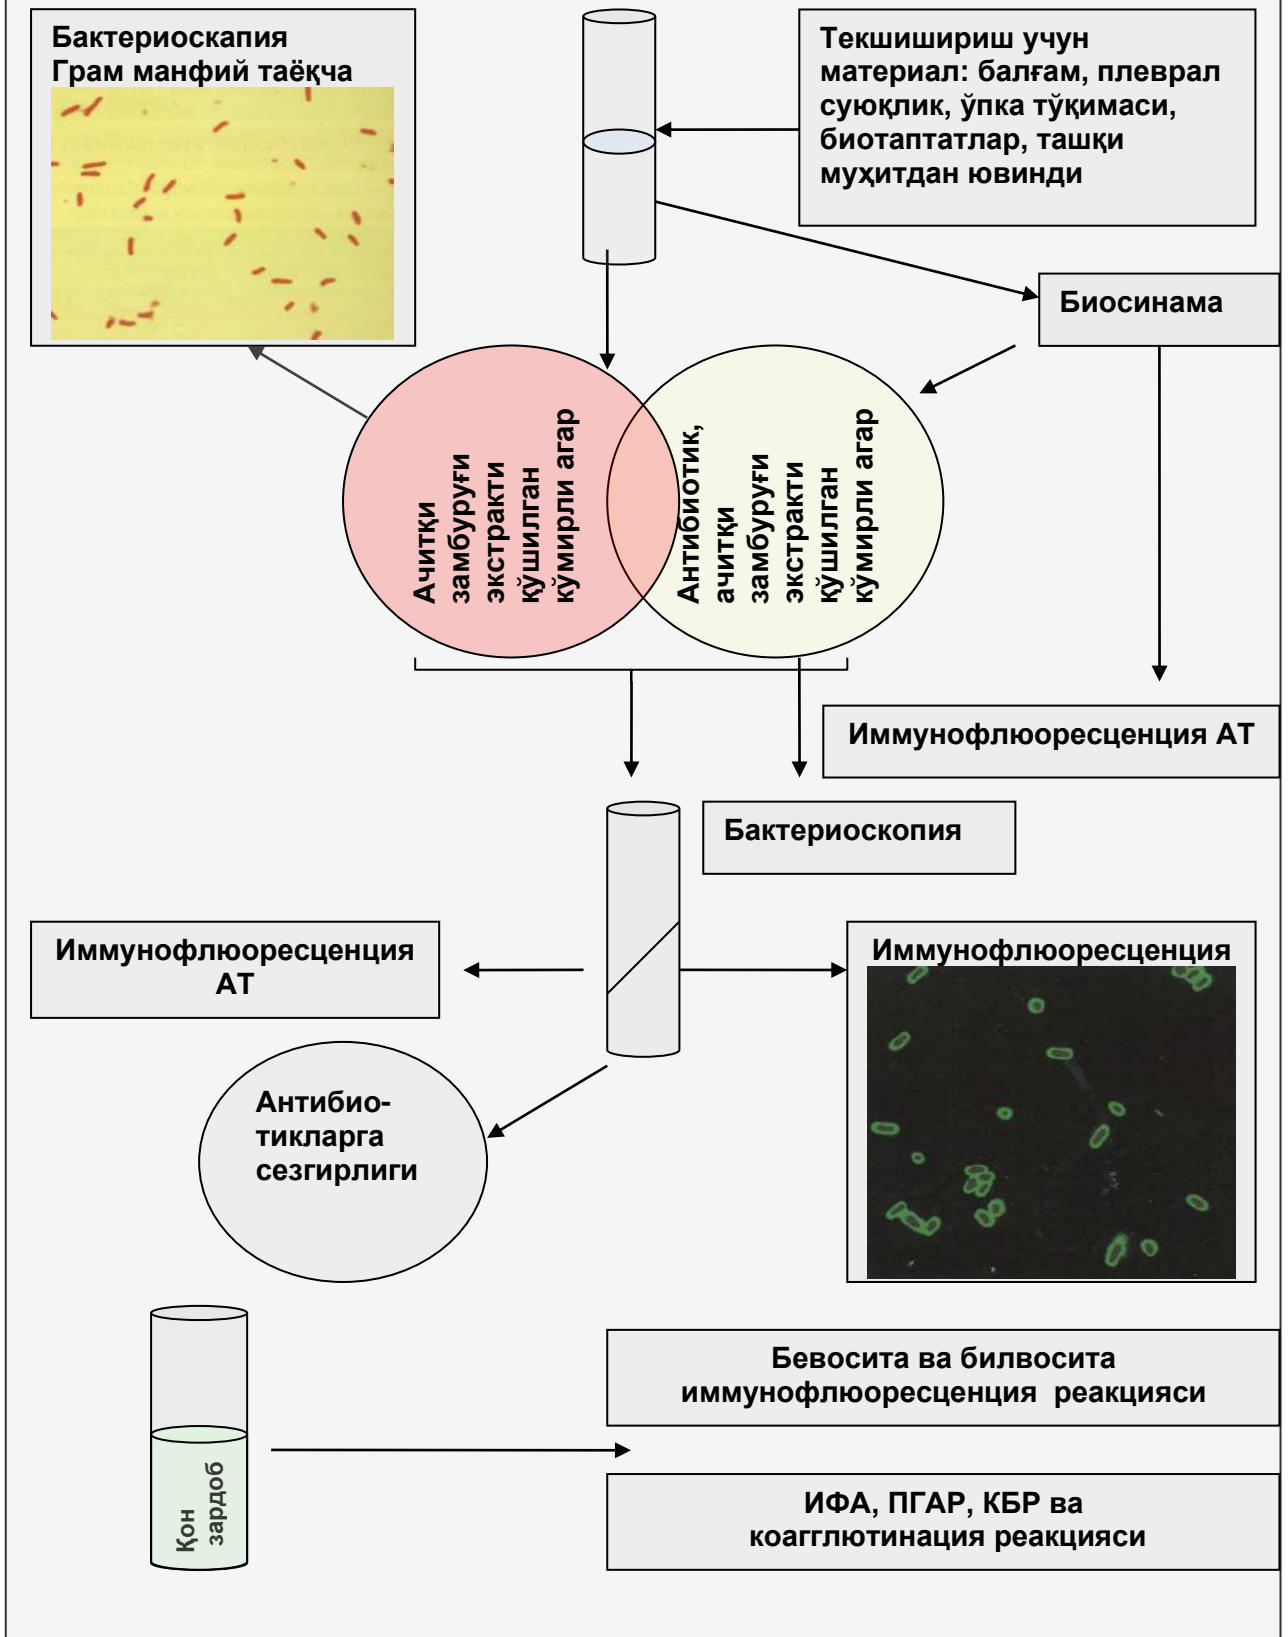 Бактериоскапия
Грам манфий таёқча
Текшишириш учун
материал: балғам, плеврал
суюқлик, ўпка тўқимаси,
биотаптатлар, ташқи
муҳитдан ювинди
Биосинама
Ачитқи
замбуруғи
экстракти
қўшилган
кўмирли агар
Антибиотик,
ачитқи
замбуруғи
экстракти
қўшилган
кўмирли агар
Иммунофлюоресценция АТ
Бактериоскопия
Иммунофлюоресценция
АТ
Иммунофлюоресценция
Антибио-
тикларга
сезгирлиги
Қон
зардоб
Бевосита ва билвосита
иммунофлюоресценция реакцияси
ИФА, ПГАР, КБР ва
коагглютинация реакцияси